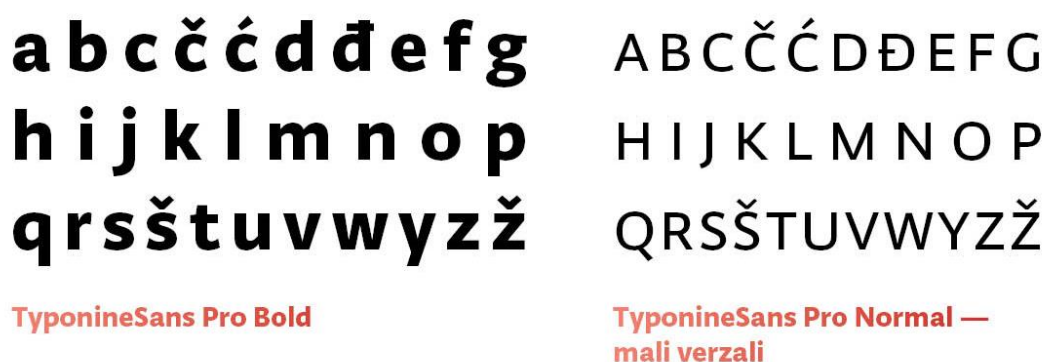 a b c č ć d đ e f g
h i j k l m n o p
q r s š t u v w y z ž
TyponineSans Pro Bold
A B C Č Ć D Đ E F G
H I J K L M N O P
Q R S Š T U V W Y Z Ž
TyponineSans Pro Normal —
mali verzali